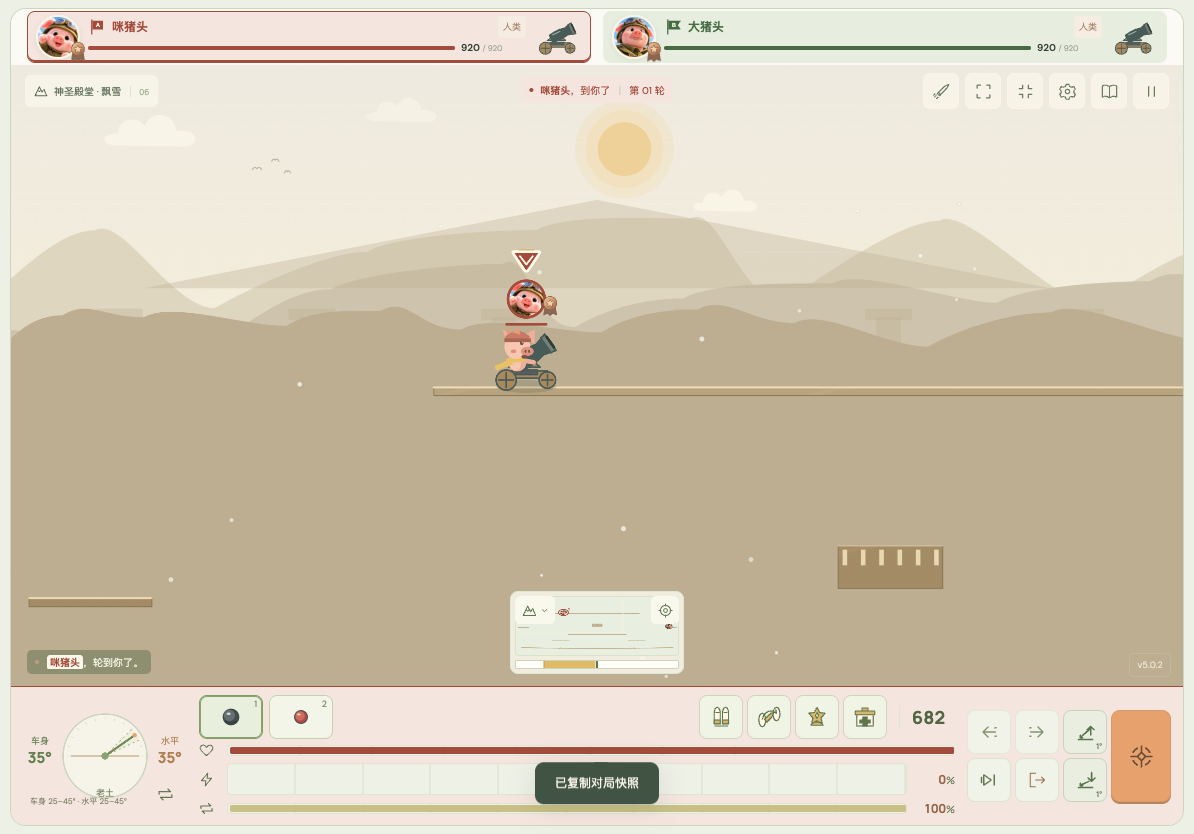 咪猪头
人类
920 / 920
大猪头
人类
920 / 920
神圣殿堂 · 飘雪
06
咪猪头，到你了
第 01 轮
咪猪头，轮到你了。
v5.0.2
车身
35°
水平
35°
老土
车身 25–45° · 水平 25–45°
1
2
682
0%
100%
已复制对局快照
1°
1°